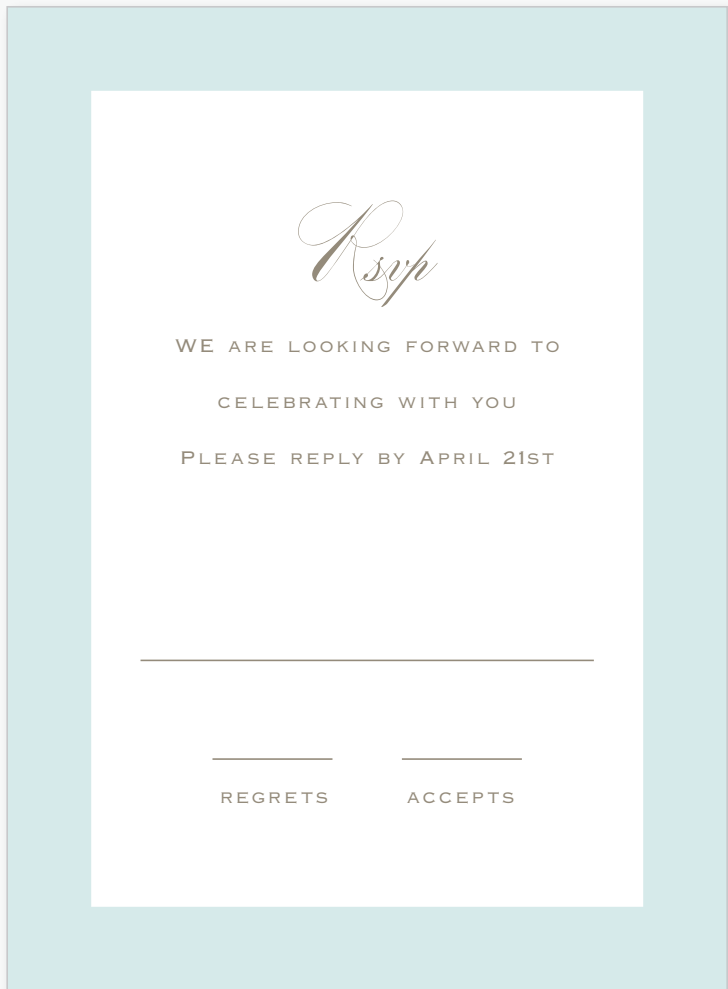 Rsvp
WE ARE LOOKING FORWARD TO
CELEBRATING WITH YOU
PLEASE REPLY BY APRIL 21ST
REGRETS ACCEPTS